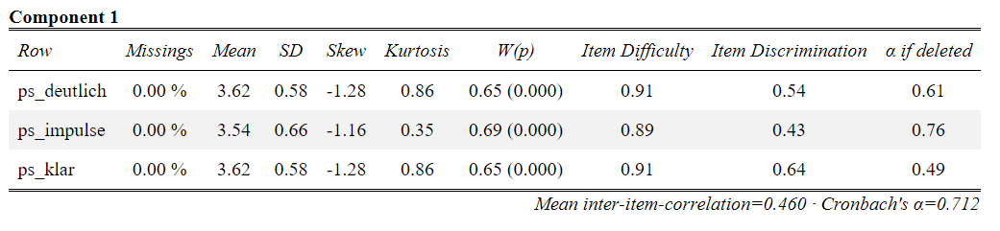 Component 1
Row Missings Mean SD Skew Kurtosis W(p) Item Difficulty Item Discrimination α if deleted
ps_deutlich 0.00 % 3.62 0.58 -1.28 0.86 0.65 (0.000) 0.91 0.54 0.61
ps_impulse 0.00 % 3.54 0.66 -1.16 0.35 0.69 (0.000) 0.89 0.43 0.76
ps_klar 0.00 % 3.62 0.58 -1.28 0.86 0.65 (0.000) 0.91 0.64 0.49
Mean inter-item-correlation=0.460 · Cronbach's α=0.712